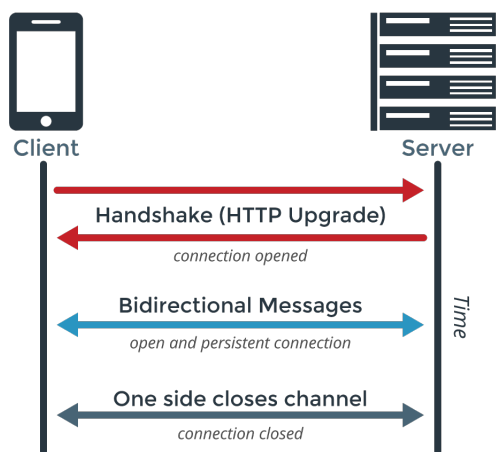 Client
Server
Handshake (HTTP Upgrade)
connection opened
Bidirectional Messages
open and persistent connection
Time
One side closes channel
connection closed